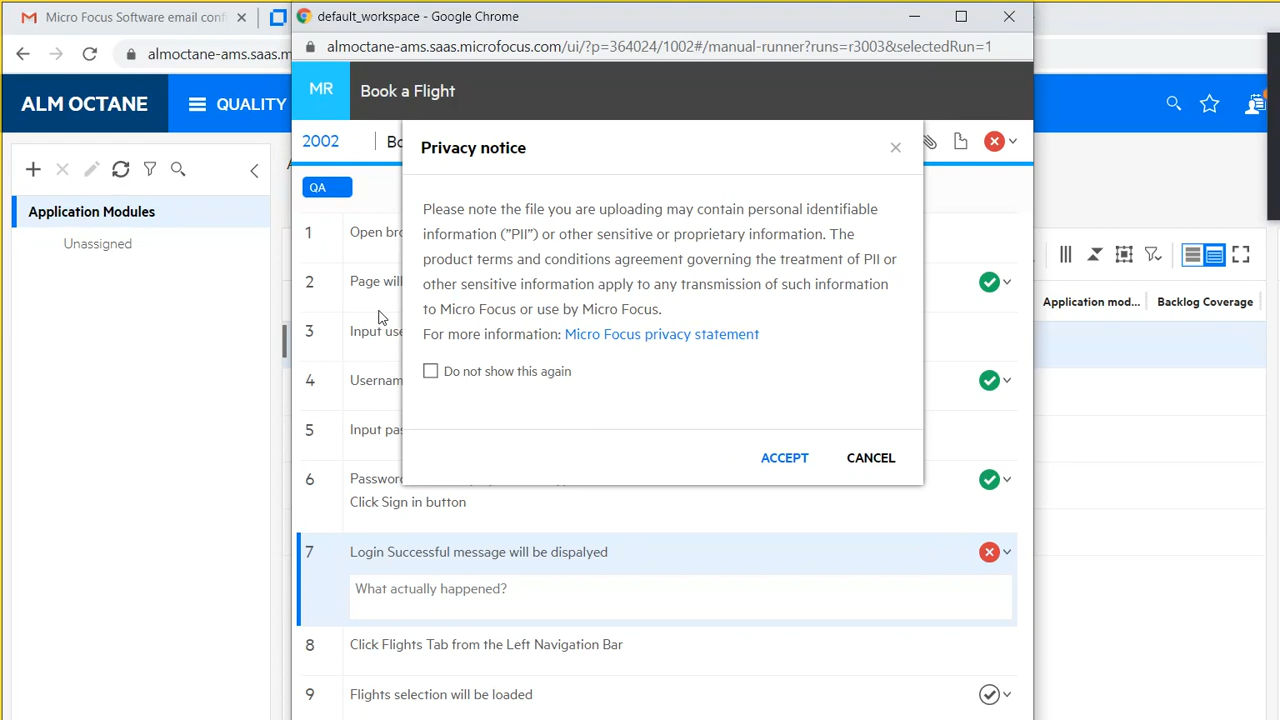 Micro Focus Software email conf
default_workspace - Google Chrome
almoctane-ams.saas.m
almoctane-ams.saas.microfocus.com/ui/?p=364024/1002#/manual-runner?runs=r3003&selectedRun=1
ALM OCTANE
QUALITY
MR
Book a Flight
2002
Bo
Privacy notice
QA
Application Modules
Unassigned
Please note the file you are uploading may contain personal identifiable
information ("PII") or other sensitive or proprietary information. The
product terms and conditions agreement governing the treatment of PII or
other sensitive information apply to any transmission of such information
to Micro Focus or use by Micro Focus.
For more information: Micro Focus privacy statement
Do not show this again
ACCEPT
CANCEL
1 Open bro
2 Page will
3 Input use
4 Usernam
5 Input pas
6 Password
Click Sign in button
7 Login Successful message will be dispalyed
What actually happened?
8 Click Flights Tab from the Left Navigation Bar
9 Flights selection will be loaded
Application mod...
Backlog Coverage